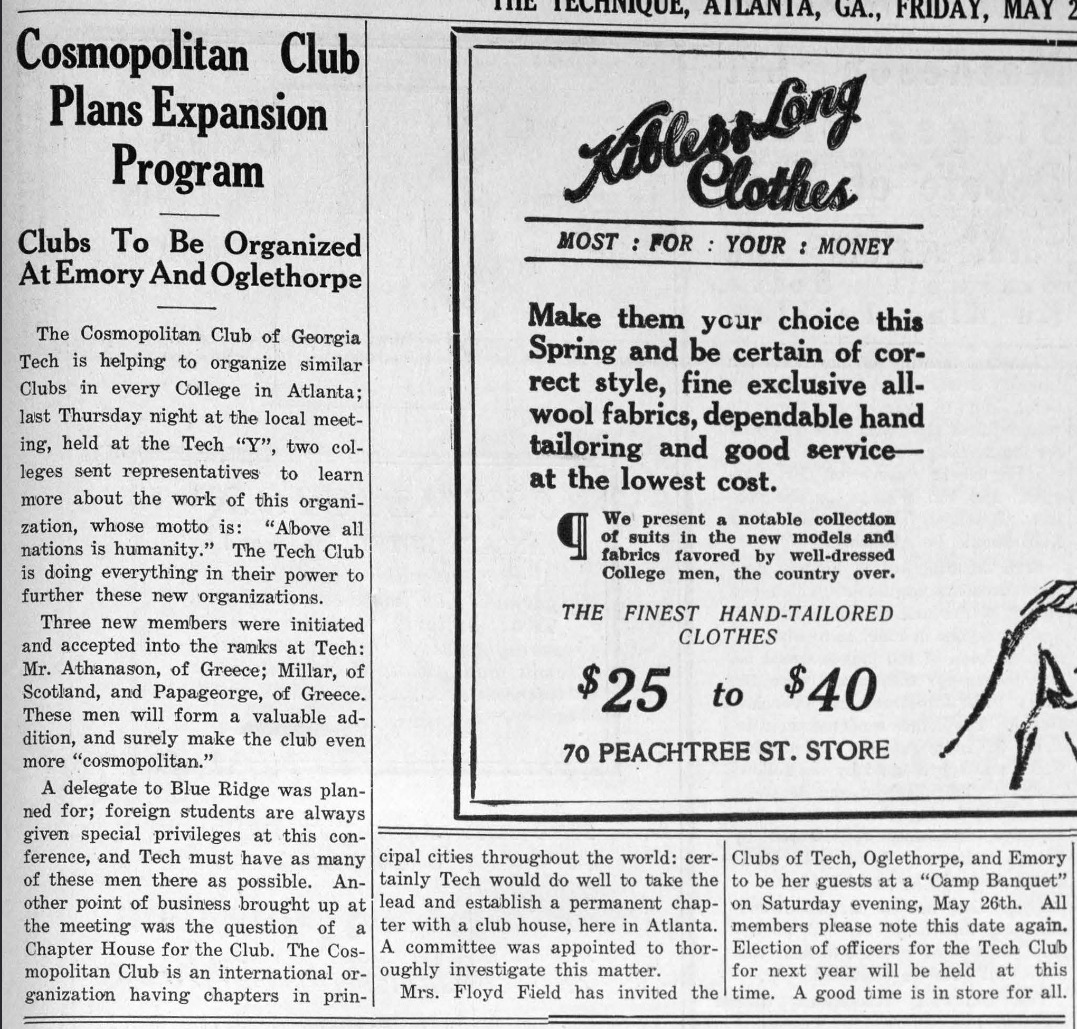 THE TECHNIQUE, ATLANTA, GA., FRIDAY, MAY 2
Cosmopolitan Club
Plans Expansion
Program
Clubs To Be Organized
At Emory And Oglethorpe
The Cosmopolitan Club of Georgia
Tech is helping to organize similar
Clubs in every College in Atlanta;
last Thursday night at the local meet-
ing, held at the Tech “Y”, two col-
leges sent representatives to learn
more about the work of this organi-
zation, whose motto is: “Above all
nations is humanity.” The Tech Club
is doing everything in their power to
further these new organizations.
Three new members were initiated
and accepted into the ranks at Tech:
Mr. Athanason, of Greece; Millar, of
Scotland, and Papageorge, of Greece.
These men will form a valuable ad-
dition, and surely make the club even
more “cosmopolitan.”
A delegate to Blue Ridge was plan-
ned for; foreign students are always
given special privileges at this con-
ference, and Tech must have as many
of these men there as possible. An-
other point of business brought up at
the meeting was the question of a
Chapter House for the Club. The Cos-
mopolitan Club is an international or-
ganization having chapters in prin-
cipal cities throughout the world: cer-
tainly Tech would do well to take the
lead and establish a permanent chap-
ter with a club house, here in Atlanta.
A committee was appointed to thor-
oughly investigate this matter.
Mrs. Floyd Field has invited the
Clubs of Tech, Oglethorpe, and Emory
to be her guests at a “Camp Banquet”
on Saturday evening, May 26th. All
members please note this date again.
Election of officers for the Tech Club
for next year will be held at this
time. A good time is in store for all.
Kibler Long
Clothes
MOST : FOR : YOUR : MONEY
Make them your choice this
Spring and be certain of cor-
rect style, fine exclusive all-
wool fabrics, dependable hand
tailoring and good service—
at the lowest cost.
¶ We present a notable collection
of suits in the new models and
fabrics favored by well-dressed
College men, the country over.
THE FINEST HAND-TAILORED
CLOTHES
$25 to $40
70 PEACHTREE ST. STORE